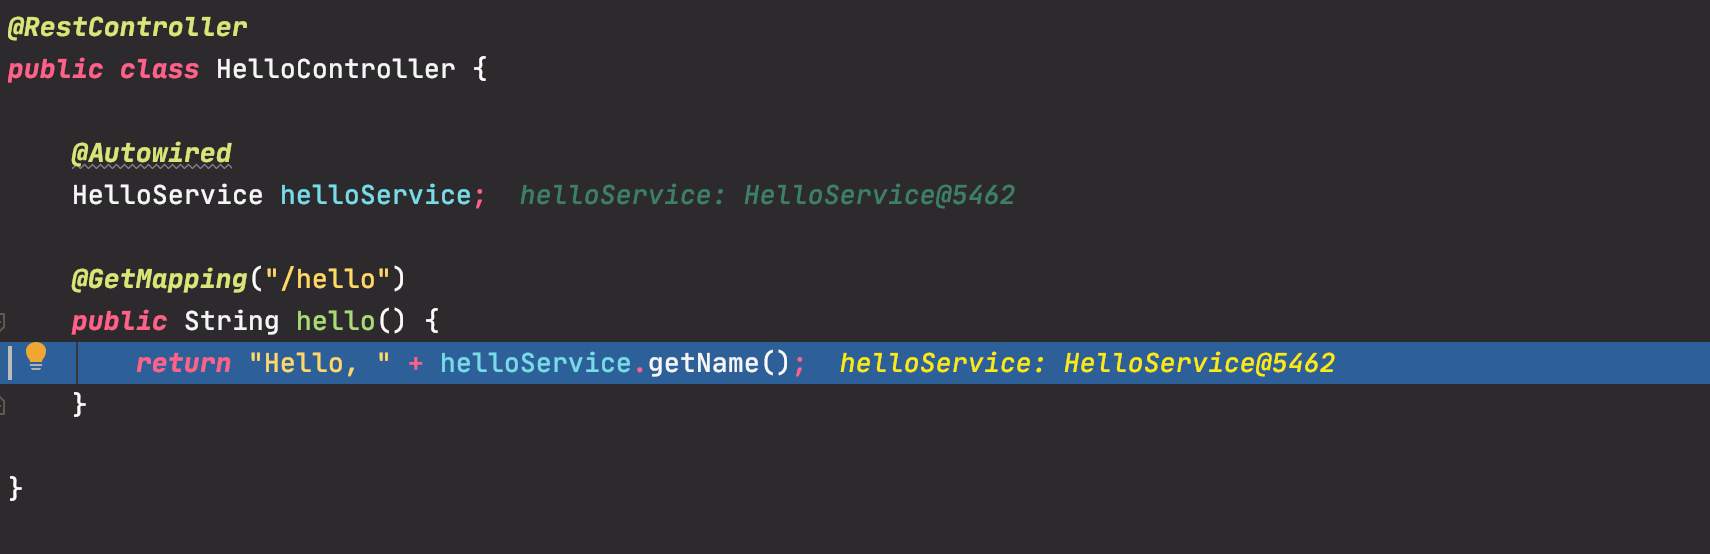 @RestController
public class HelloController {
@Autowired
HelloService helloService; helloService: HelloService@5462
@GetMapping("/hello")
public String hello() {
return "Hello, " + helloService.getName(); helloService: HelloService@5462
}
}